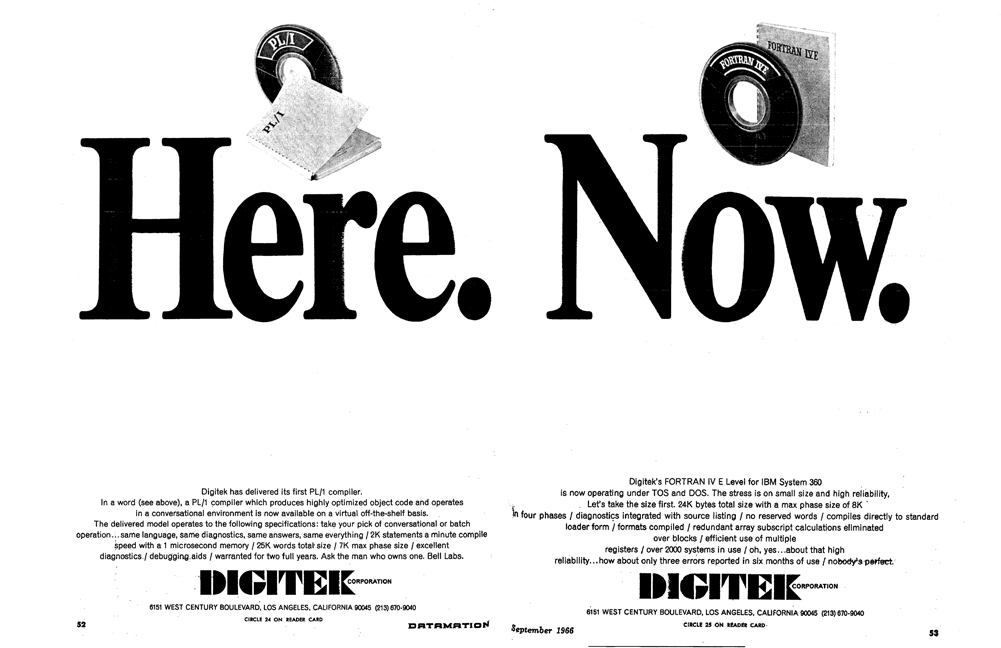 PL/I
PL/I
Here.
Digitek has delivered its first PL/1 compiler.
In a word (see above), a PL/1 compiler which produces highly optimized object code and operates
in a conversational environment is now available on a virtual off-the-shelf basis.
The delivered model operates to the following specifications: take your pick of conversational or batch
operation...same language, same diagnostics, same answers, same everything / 2K statements a minute compile
speed with a 1 microsecond memory / 25K words total size / 7K max phase size / excellent
diagnostics / debugging aids / warranted for two full years. Ask the man who owns one. Bell Labs.
DIGITEK CORPORATION
6151 WEST CENTURY BOULEVARD, LOS ANGELES, CALIFORNIA 90045 (213) 670-9040
CIRCLE 24 ON READER CARD
52
DATAMATION
FORTRAN IVE
FORTRAN IVE
Now.
Digitek's FORTRAN IV E Level for IBM System 360
is now operating under TOS and DOS. The stress is on small size and high reliability,
Let's take the size first. 24K bytes total size with a max phase size of 8K
in four phases / diagnostics integrated with source listing / no reserved words / compiles directly to standard
loader form / formats compiled / redundant array subscript calculations eliminated
over blocks / efficient use of multiple
registers / over 2000 systems in use / oh, yes...about that high
reliability...how about only three errors reported in six months of use / nobody's perfect.
DIGITEK CORPORATION
6151 WEST CENTURY BOULEVARD, LOS ANGELES, CALIFORNIA 90045 (213) 670-9040
CIRCLE 25 ON READER CARD
September 1966
53